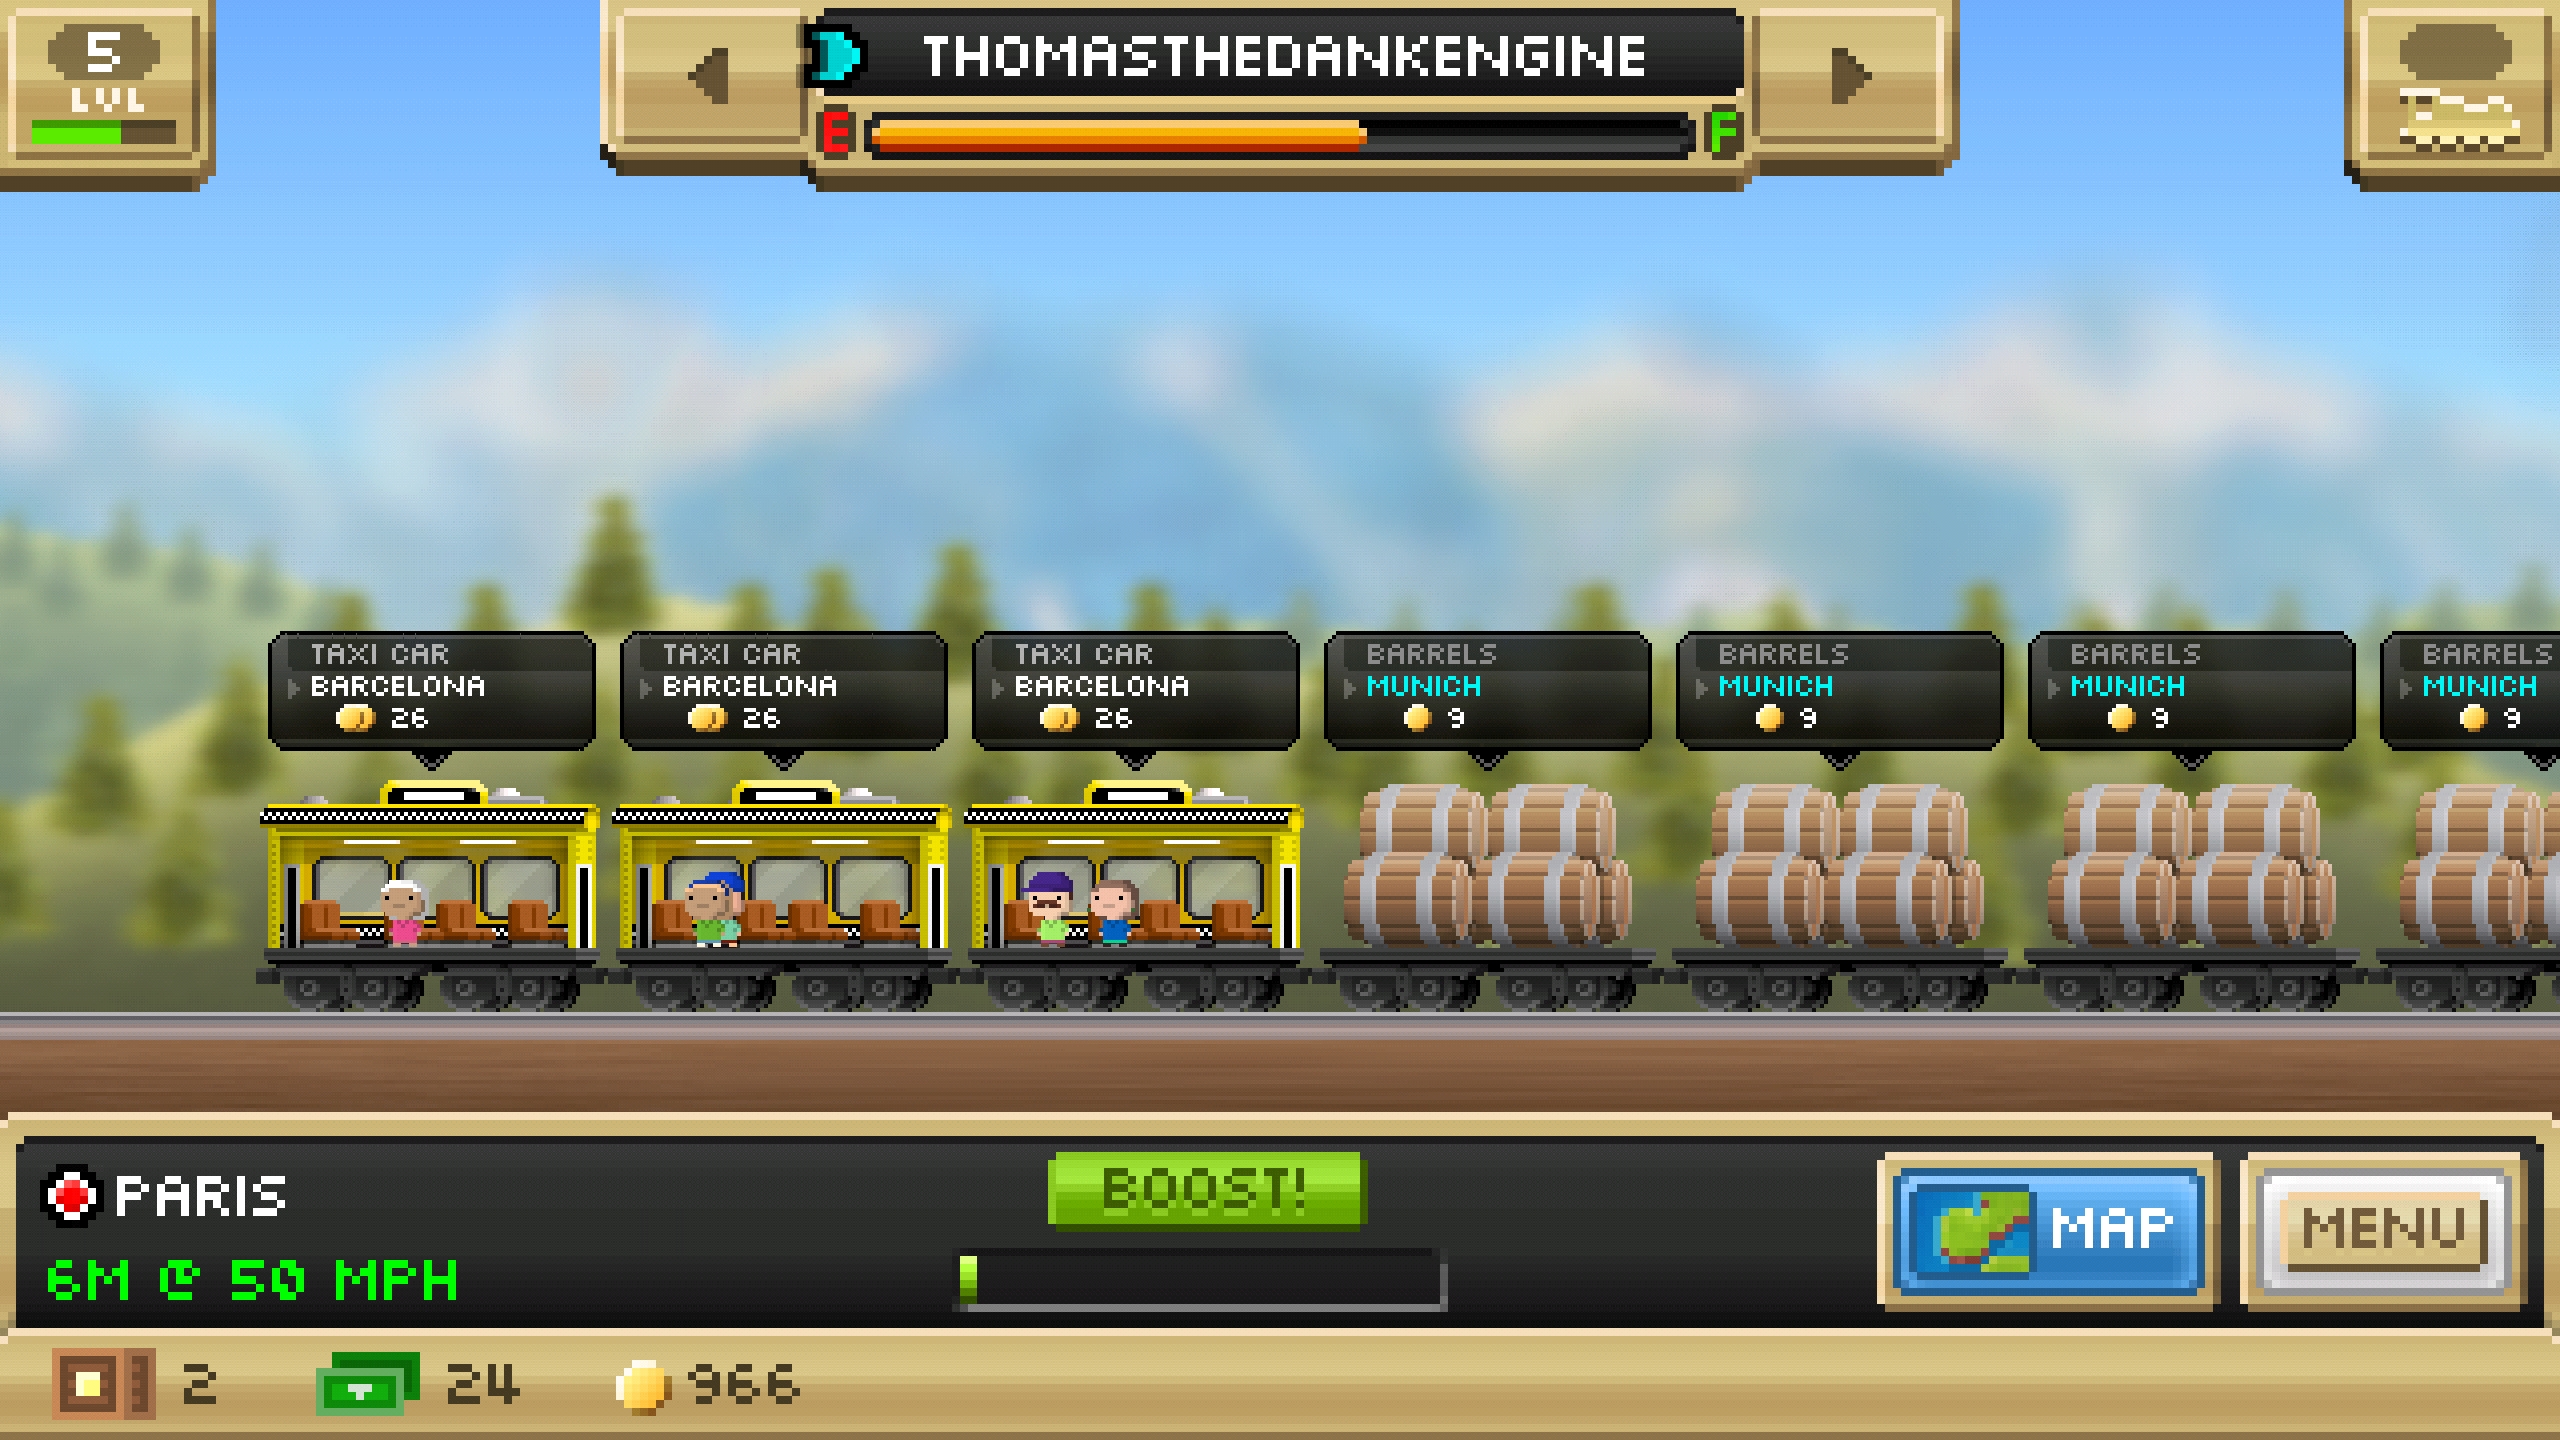 5
LVL
THOMASTHEDANKENGINE
E F
TAXI CAR
BARCELONA
26
TAXI CAR
BARCELONA
26
TAXI CAR
BARCELONA
26
BARRELS
MUNICH
9
BARRELS
MUNICH
9
BARRELS
MUNICH
9
BARRELS
MUNICH
9
PARIS
6M @ 50 MPH
BOOST!
MAP
MENU
2 24 966